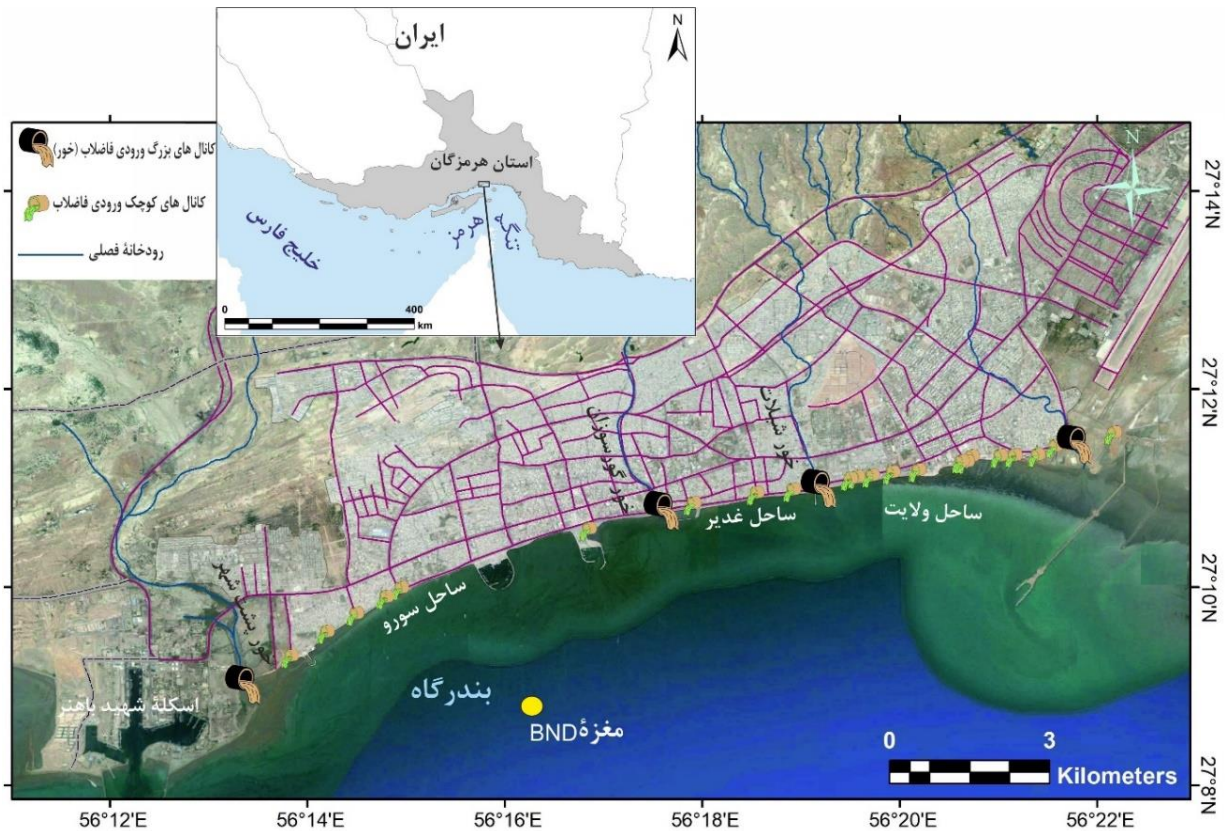 ایران
N
استان هرمزگان
خلیج فارس
تنگه هرمز
0
400
km
کانال های بزرگ ورودی فاضلاب (خور)
کانال های کوچک ورودی فاضلاب
رودخانهٔ فصلی
N
27°14'N
27°12'N
27°10'N
27°8'N
خور گورسوزان
خور شیلات
ساحل غدیر
ساحل ولایت
ساحل سورو
خور پشت شهر
اسکلهٔ شهید باهنر
بندرگاه
مغزهٔ BND
0
3
Kilometers
56°12'E
56°14'E
56°16'E
56°18'E
56°20'E
56°22'E